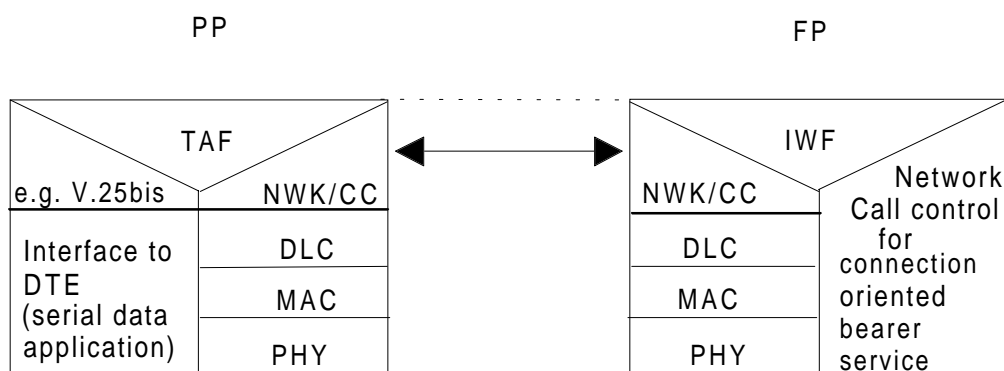 PP
FP
TAF
IWF
e.g. V.25bis
NWK/CC
NWK/CC
Network
Call control
for
connection
oriented
bearer
service
Interface to
DTE
(serial data
application)
DLC
MAC
PHY
DLC
MAC
PHY